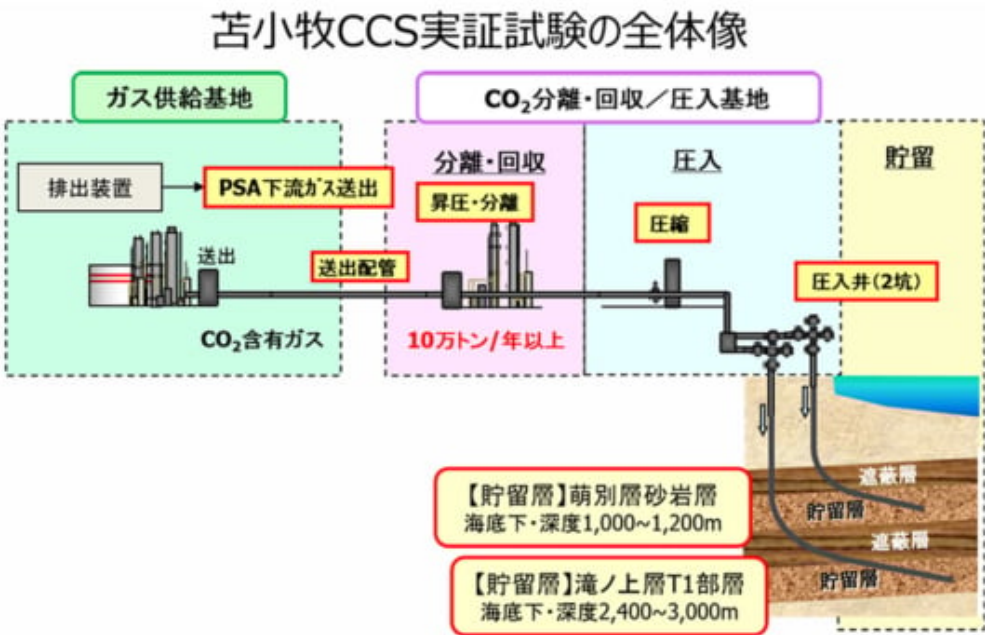 苫小牧CCS実証試験の全体像
ガス供給基地
CO₂分離・回収／圧入基地
分離・回収
圧入
貯留
排出装置
PSA下流ガス送出
昇圧・分離
圧縮
送出
送出配管
圧入井(2坑)
CO₂含有ガス
10万トン/年以上
遮蔽層
【貯留層】萌別層砂岩層
海底下・深度1,000~1,200m
貯留層
遮蔽層
【貯留層】滝ノ上層T1部層
海底下・深度2,400~3,000m
貯留層